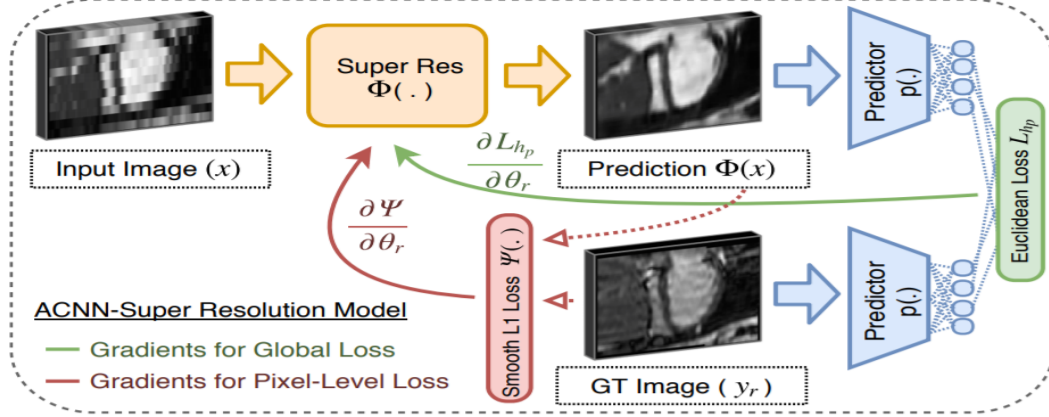 Super Res
Φ( . )
Predictor
p(.)
Input Image (x)
Prediction Φ(x)
∂L_{h_p}
∂θ_r
Euclidean Loss L_{hp}
∂Ψ
∂θ_r
Smooth L1 Loss Ψ(.)
Predictor
p(.)
ACNN-Super Resolution Model
Gradients for Global Loss
Gradients for Pixel-Level Loss
GT Image ( y_r )